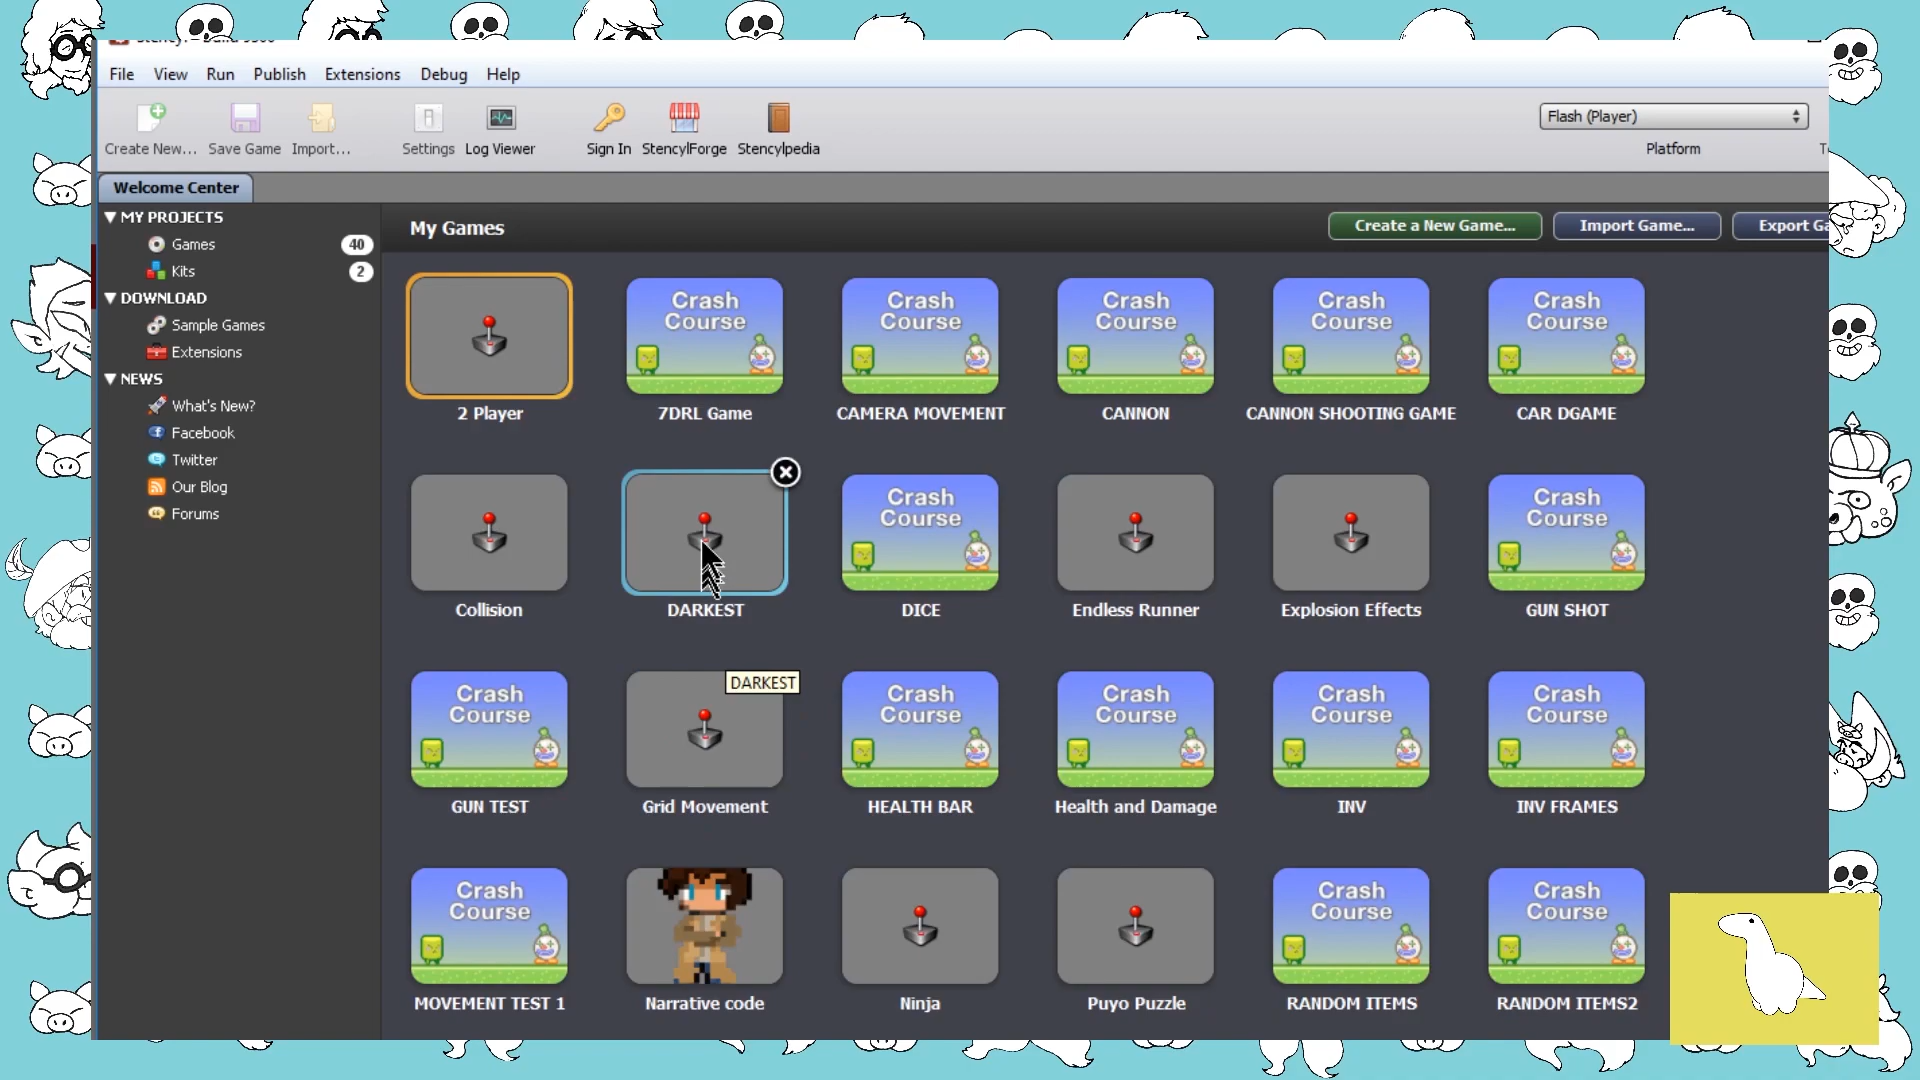 File View Run Publish Extensions Debug Help
Create New... Save Game Import... Settings Log Viewer Sign In StencylForge Stencylpedia
Flash (Player)
Platform
Welcome Center
MY PROJECTS
Games 40
Kits 2
DOWNLOAD
Sample Games
Extensions
NEWS
What's New?
Facebook
Twitter
Our Blog
Forums
My Games
Create a New Game... Import Game... Export
Crash Course
Crash Course
Crash Course
Crash Course
Crash Course
2 Player 7DRL Game CAMERA MOVEMENT CANNON CANNON SHOOTING GAME CAR DGAME
Crash Course
Crash Course
Collision DARKEST DICE Endless Runner Explosion Effects GUN SHOT
DARKEST
Crash Course
Crash Course
Crash Course
Crash Course
Crash Course
GUN TEST Grid Movement HEALTH BAR Health and Damage INV INV FRAMES
Crash Course
Crash Course
Crash Course
MOVEMENT TEST 1 Narrative code Ninja Puyo Puzzle RANDOM ITEMS RANDOM ITEMS2